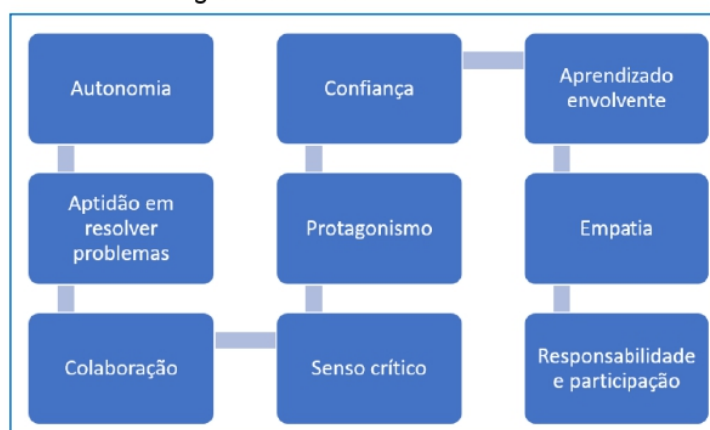 Autonomia
Aptidão em
resolver
problemas
Colaboração
Senso crítico
Protagonismo
Confiança
Aprendizado
envolvente
Empatia
Responsabilidade
e participação